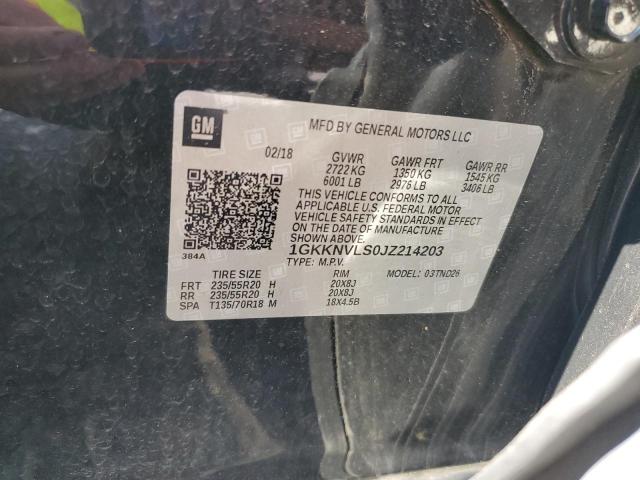 GM
MFD BY GENERAL MOTORS LLC
02/18 GVWR GAWR FRT GAWR RR
2722 KG 1350 KG 1545 KG
6001 LB 2976 LB 3406 LB
THIS VEHICLE CONFORMS TO ALL
APPLICABLE U.S. FEDERAL MOTOR
VEHICLE SAFETY STANDARDS IN EFFECT
ON THE DATE OF MANUFACTURE
SHOWN ABOVE.
1GKKNVLS0JZ214203
384A TYPE: M.P.V. MODEL: 03TND26
TIRE SIZE RIM
FRT 235/55R20 H 20X8J
RR 235/55R20 H 20X8J
SPA T135/70R18 M 18X4.5B